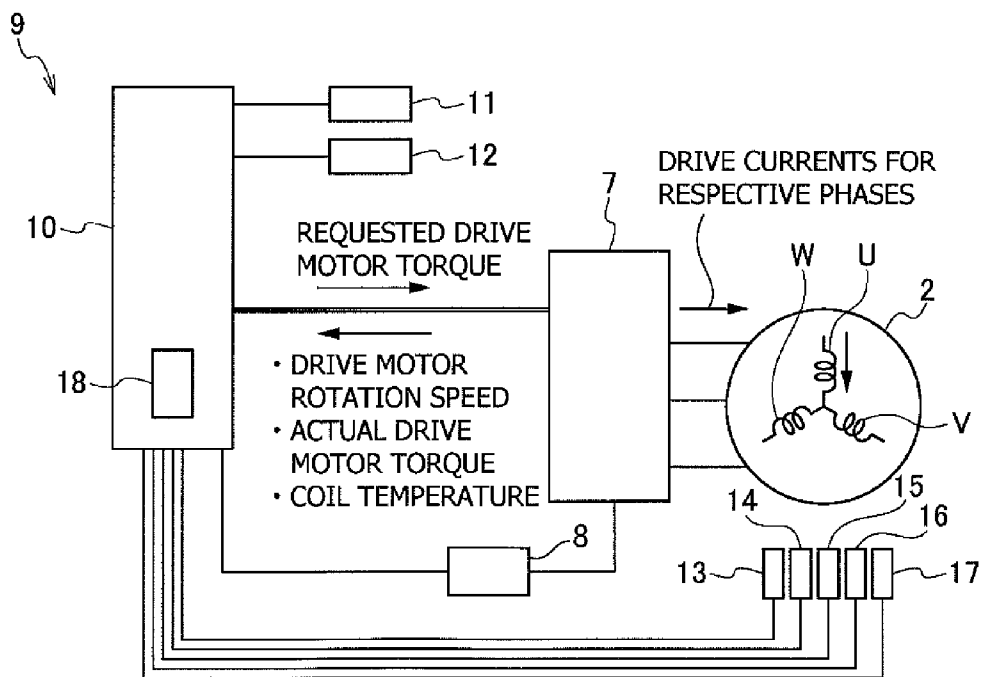 9
11
12
10
18
REQUESTED DRIVE
MOTOR TORQUE
・DRIVE MOTOR
ROTATION SPEED
・ACTUAL DRIVE
MOTOR TORQUE
・COIL TEMPERATURE
7
DRIVE CURRENTS FOR
RESPECTIVE PHASES
W
U
2
V
8
14
15
16
13
17